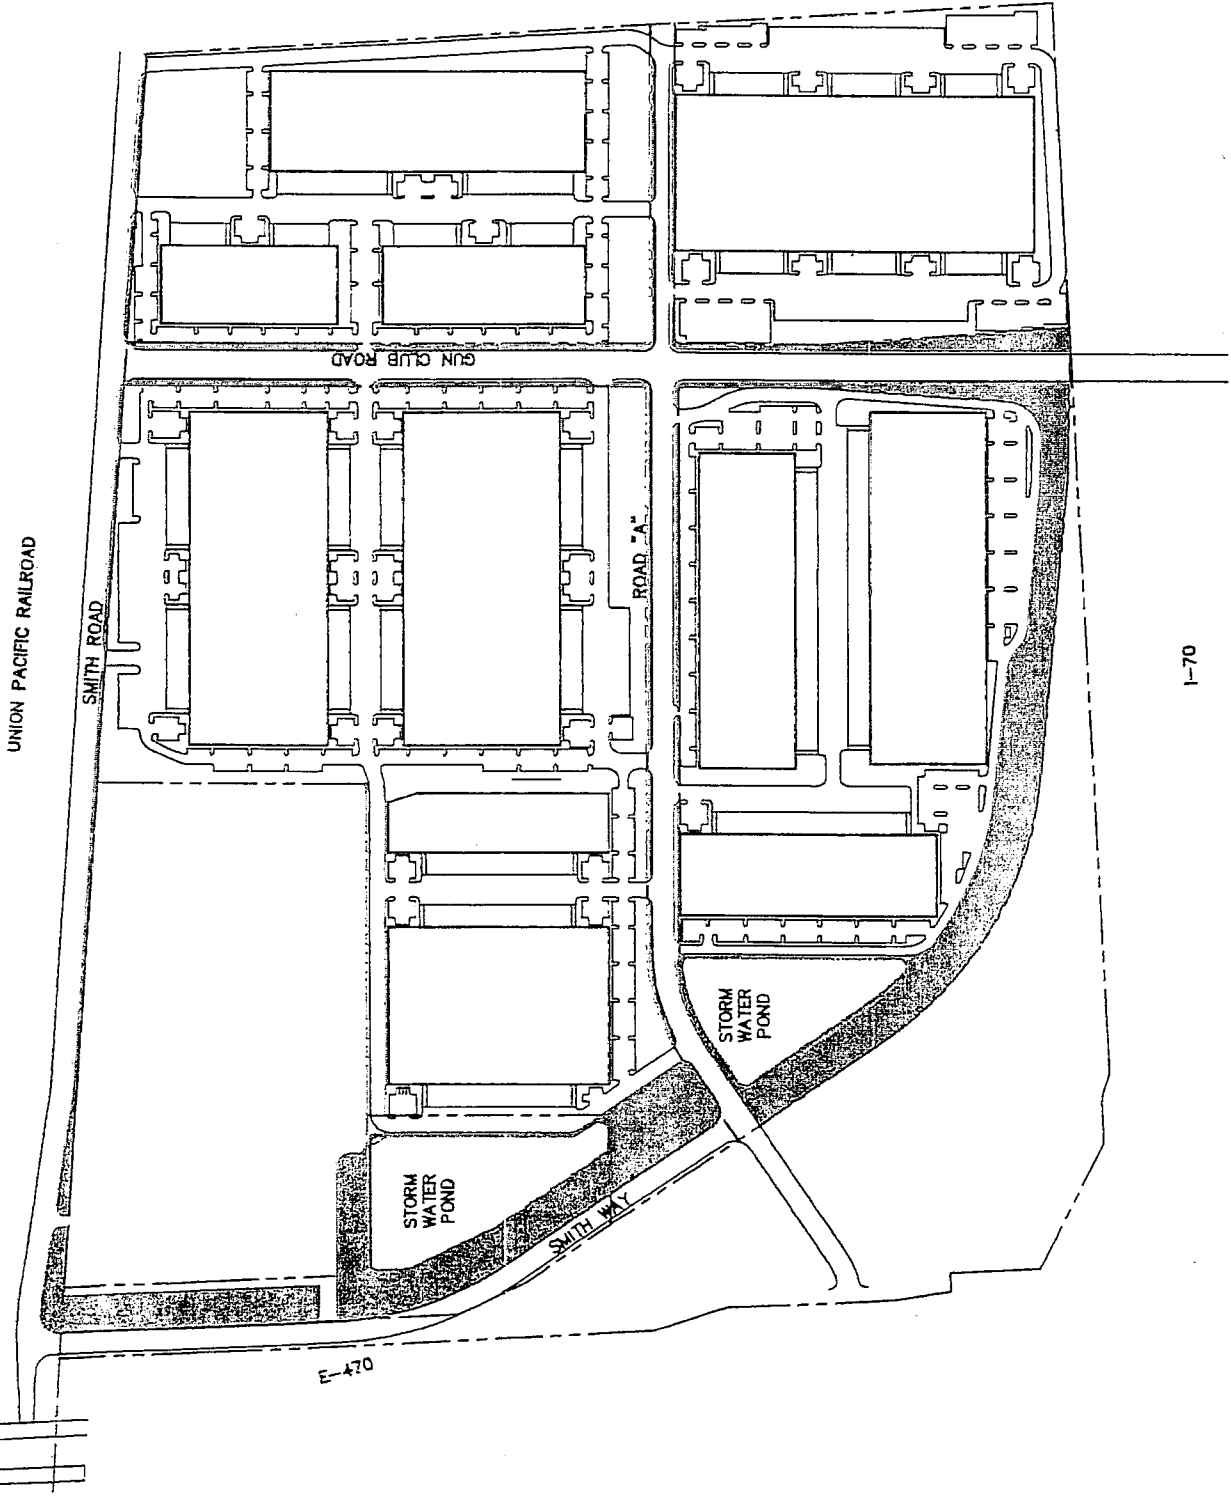 GUN CLUB ROAD
UNION PACIFIC RAILROAD
SMITH ROAD
ROAD "A"
I-70
STORM
WATER
POND
STORM
WATER
POND
SMITH WAY
E-470